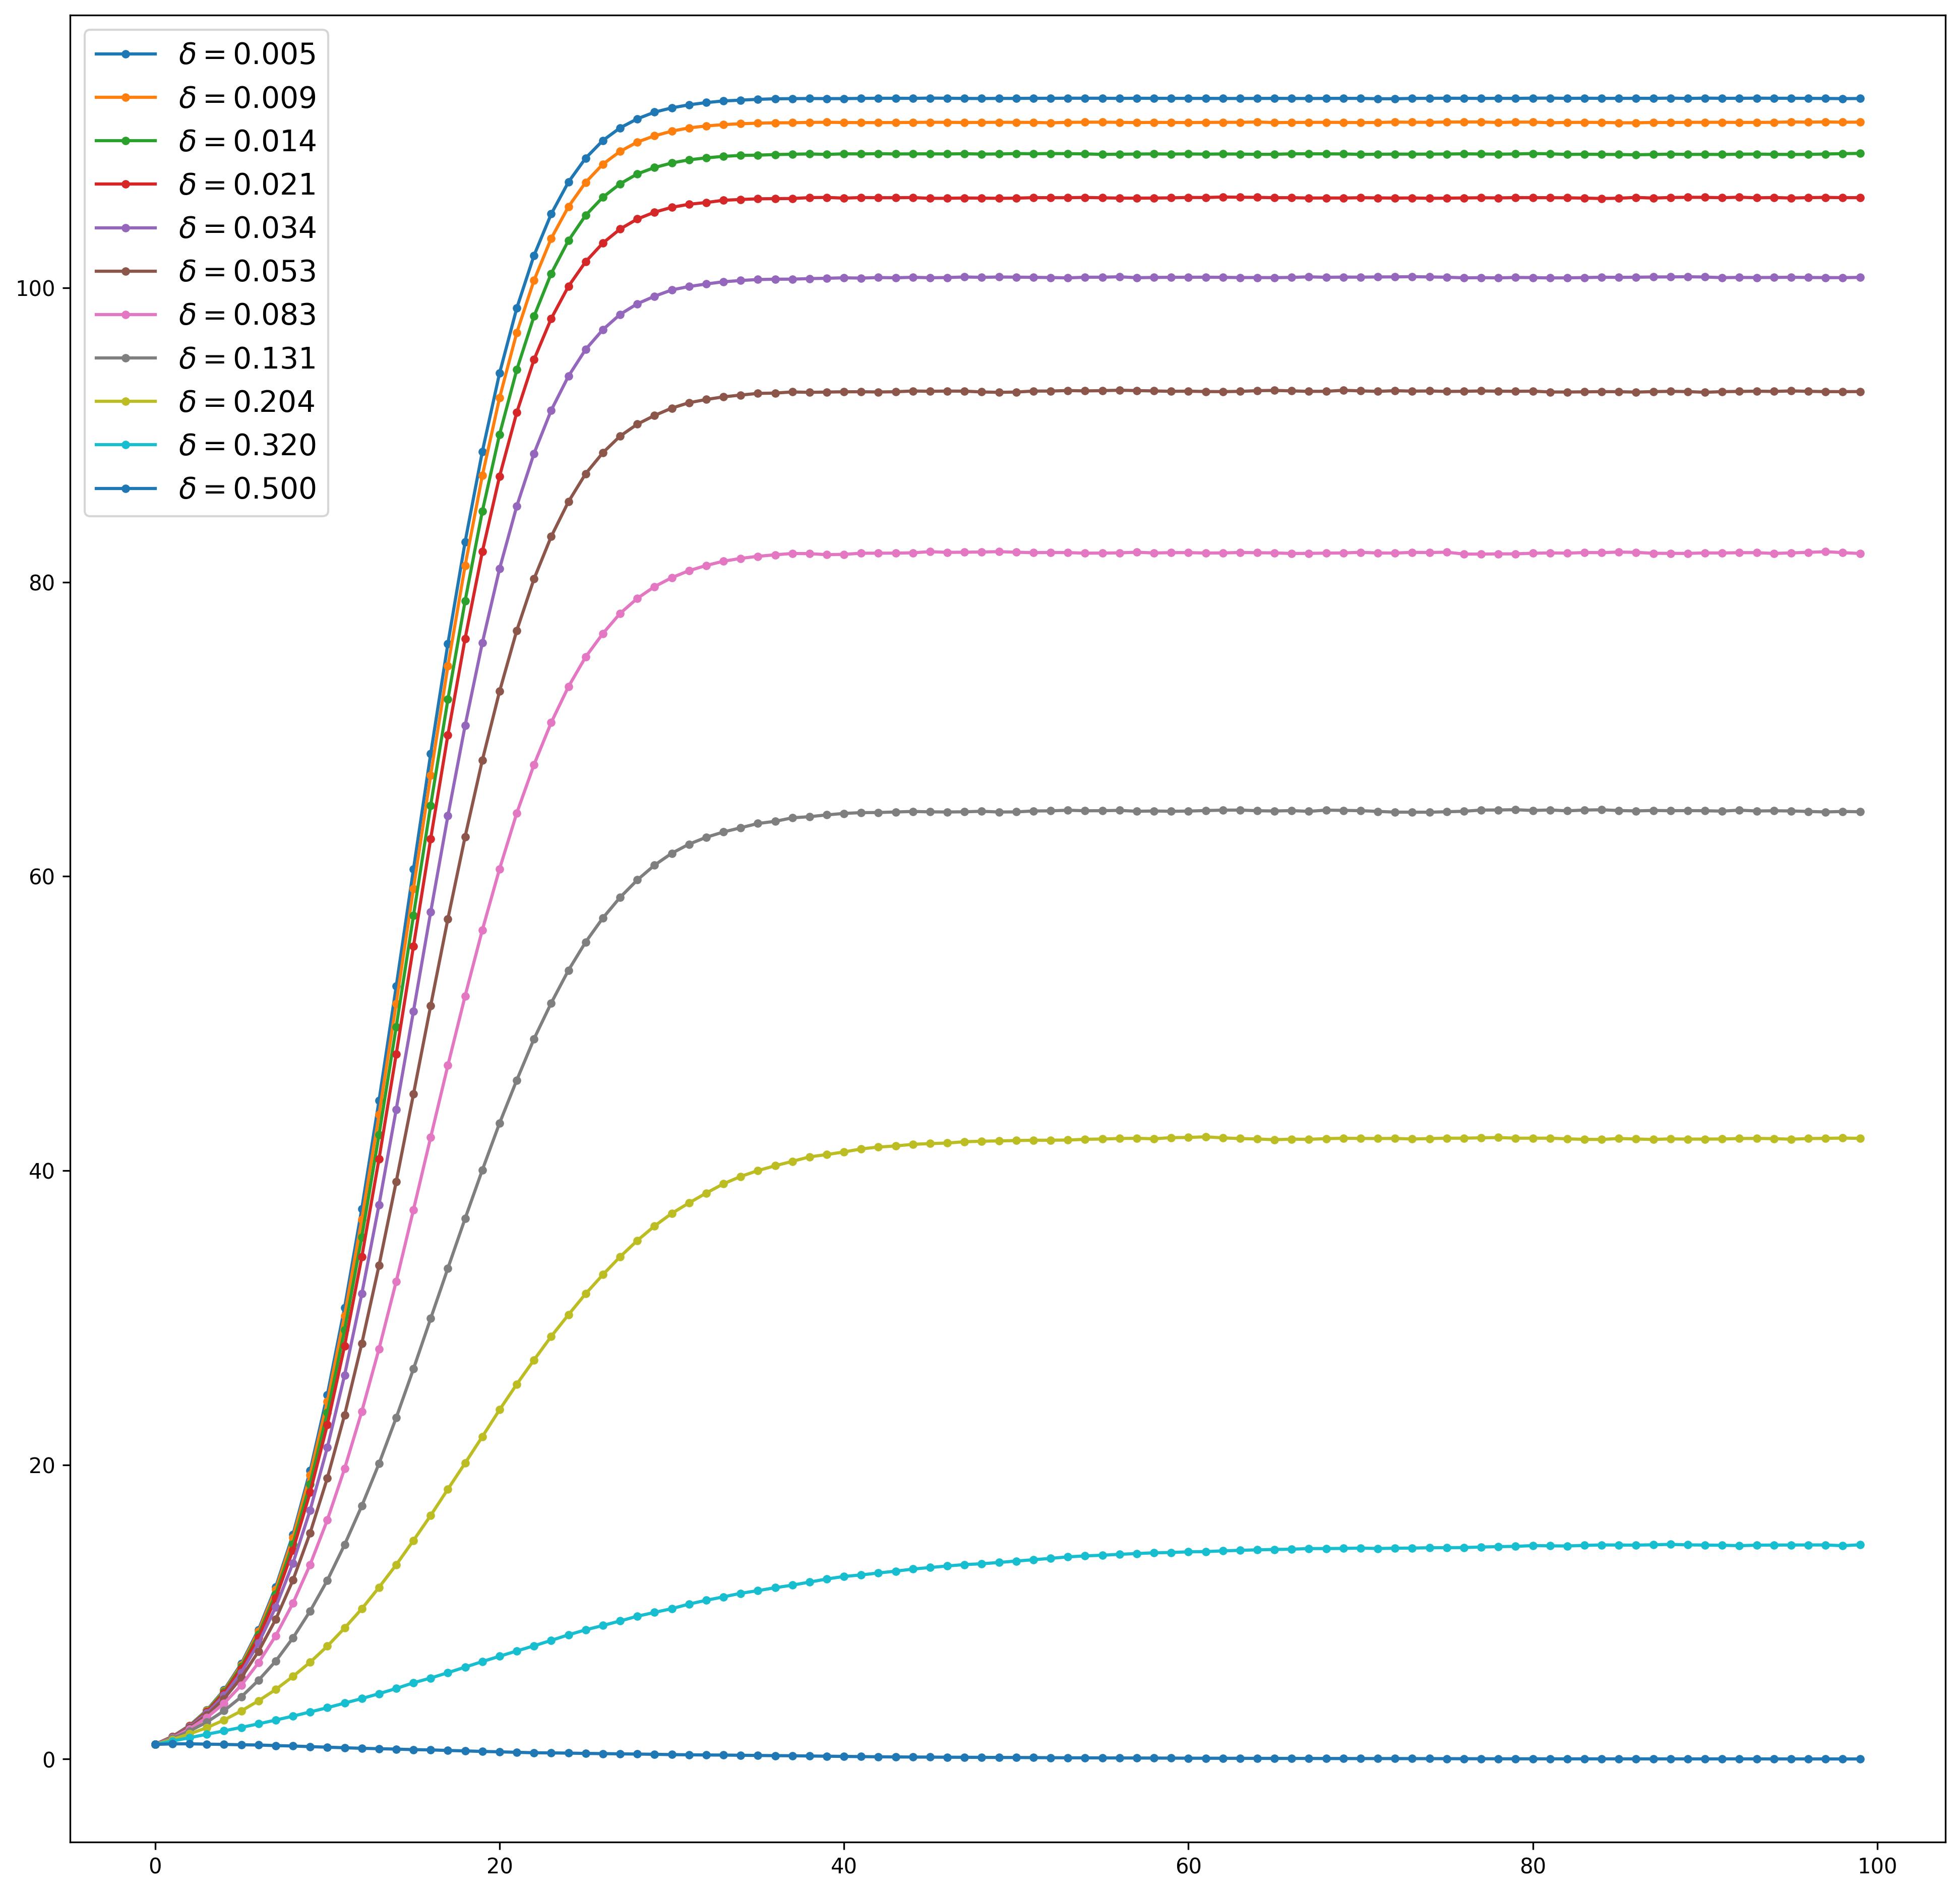 δ = 0.005
δ = 0.009
δ = 0.014
δ = 0.021
δ = 0.034
δ = 0.053
δ = 0.083
δ = 0.131
δ = 0.204
δ = 0.320
δ = 0.500
100
80
60
40
20
0
0 20 40 60 80 100